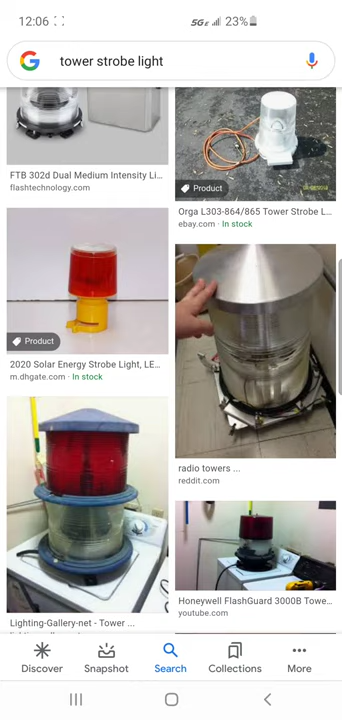 12:06
5GE 23%
tower strobe light
FTB 302d Dual Medium Intensity Li...
flashtechnology.com
Product
Orga L303-864/865 Tower Strobe L...
ebay.com · In stock
Product
2020 Solar Energy Strobe Light, LE...
m.dhgate.com · In stock
radio towers ...
reddit.com
Lighting-Gallery-net - Tower ...
Honeywell FlashGuard 3000B Towe...
youtube.com
Discover
Snapshot
Search
Collections
More